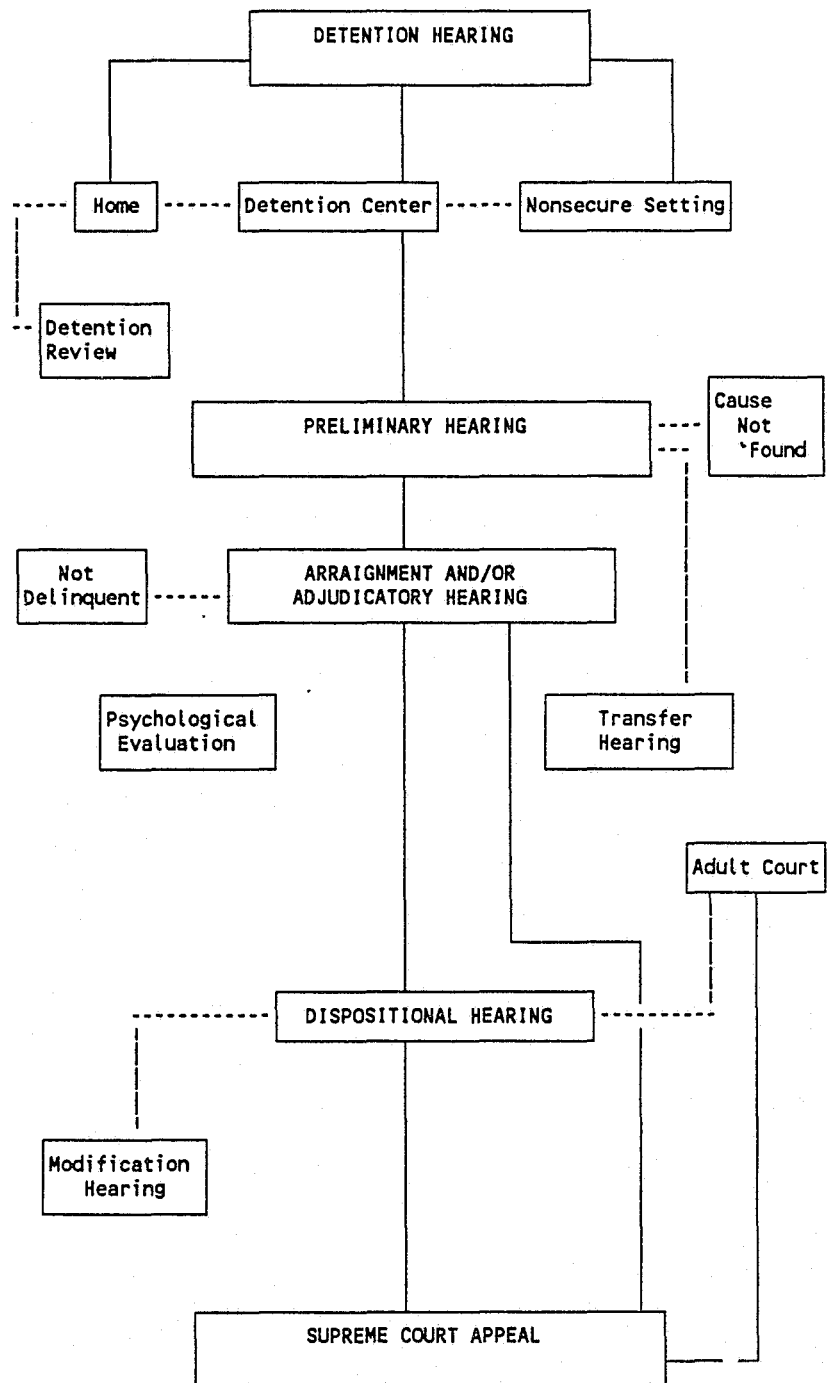 DETENTION HEARING
Home
Detention Center
Nonsecure Setting
Detention
Review
PRELIMINARY HEARING
Cause
Not
`Found
Not
Delinquent
ARRAIGNMENT AND/OR
ADJUDICATORY HEARING
Psychological
Evaluation
Transfer
Hearing
Adult Court
DISPOSITIONAL HEARING
Modification
Hearing
SUPREME COURT APPEAL